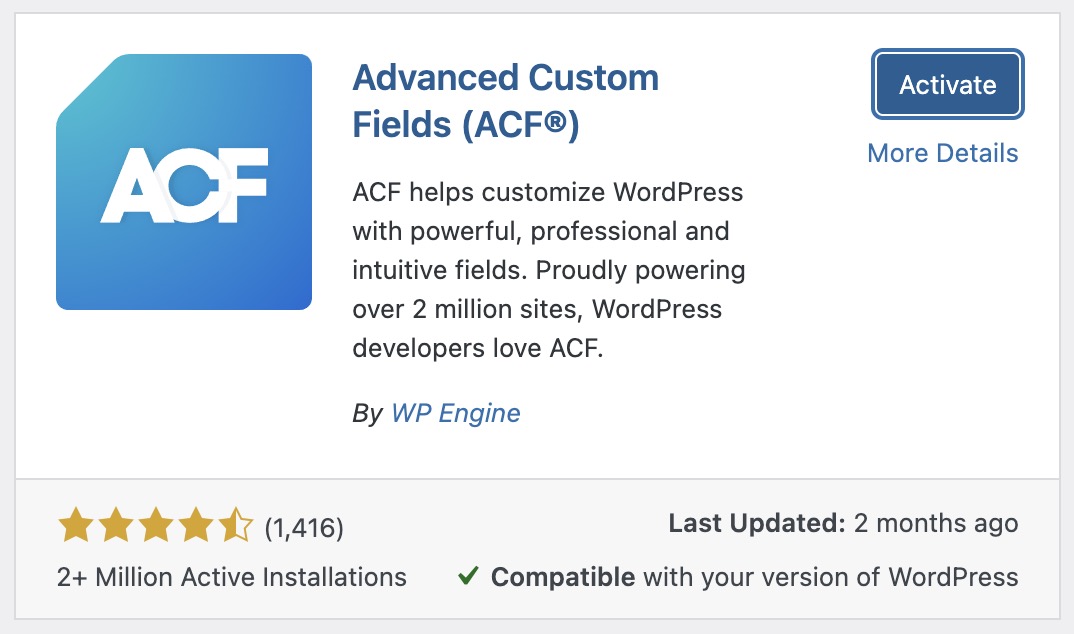 ACF
Advanced Custom
Fields (ACF®)
Activate
More Details
ACF helps customize WordPress
with powerful, professional and
intuitive fields. Proudly powering
over 2 million sites, WordPress
developers love ACF.
By WP Engine
(1,416)
Last Updated: 2 months ago
2+ Million Active Installations
Compatible with your version of WordPress